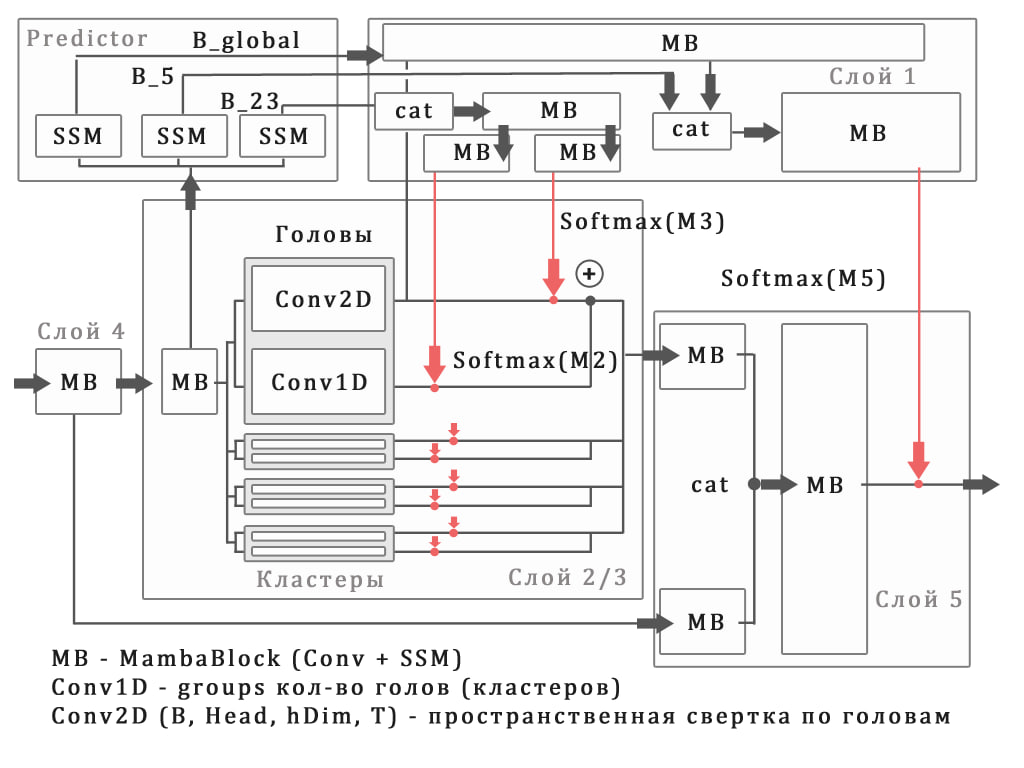 Predictor
B_global
MB
B_5
Слой 1
B_23
cat
MB
cat
MB
SSM
SSM
SSM
MB
MB
Головы
Softmax(M3)
Conv2D
Softmax(M5)
Слой 4
MB
MB
Conv1D
Softmax(M2)
MB
cat
MB
Кластеры
Слой 2/3
Слой 5
MB
MB - MambaBlock (Conv + SSM)
Conv1D - groups кол-во голов (кластеров)
Conv2D (B, Head, hDim, T) - пространственная свертка по головам